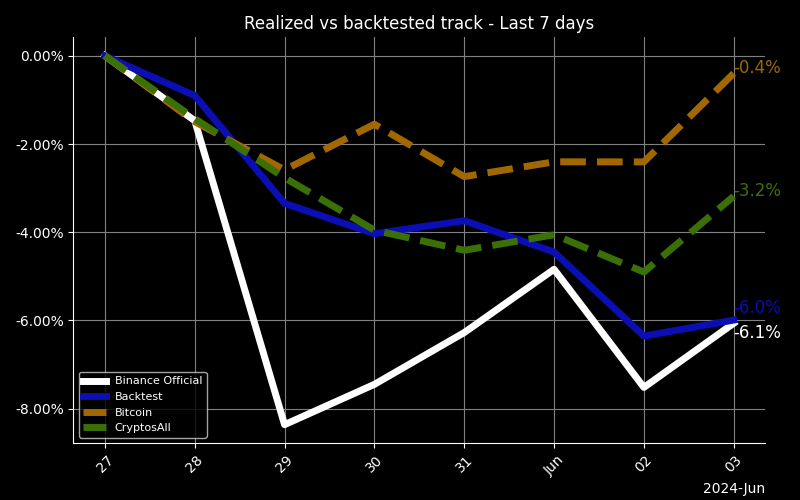 Realized vs backtested track - Last 7 days
0.00%
-2.00%
-4.00%
-6.00%
-8.00%
-0.4%
-3.2%
-6.0%
-6.1%
Binance Official
Backtest
Bitcoin
CryptosAll
27
28
29
30
31
Jun
02
03
2024-Jun